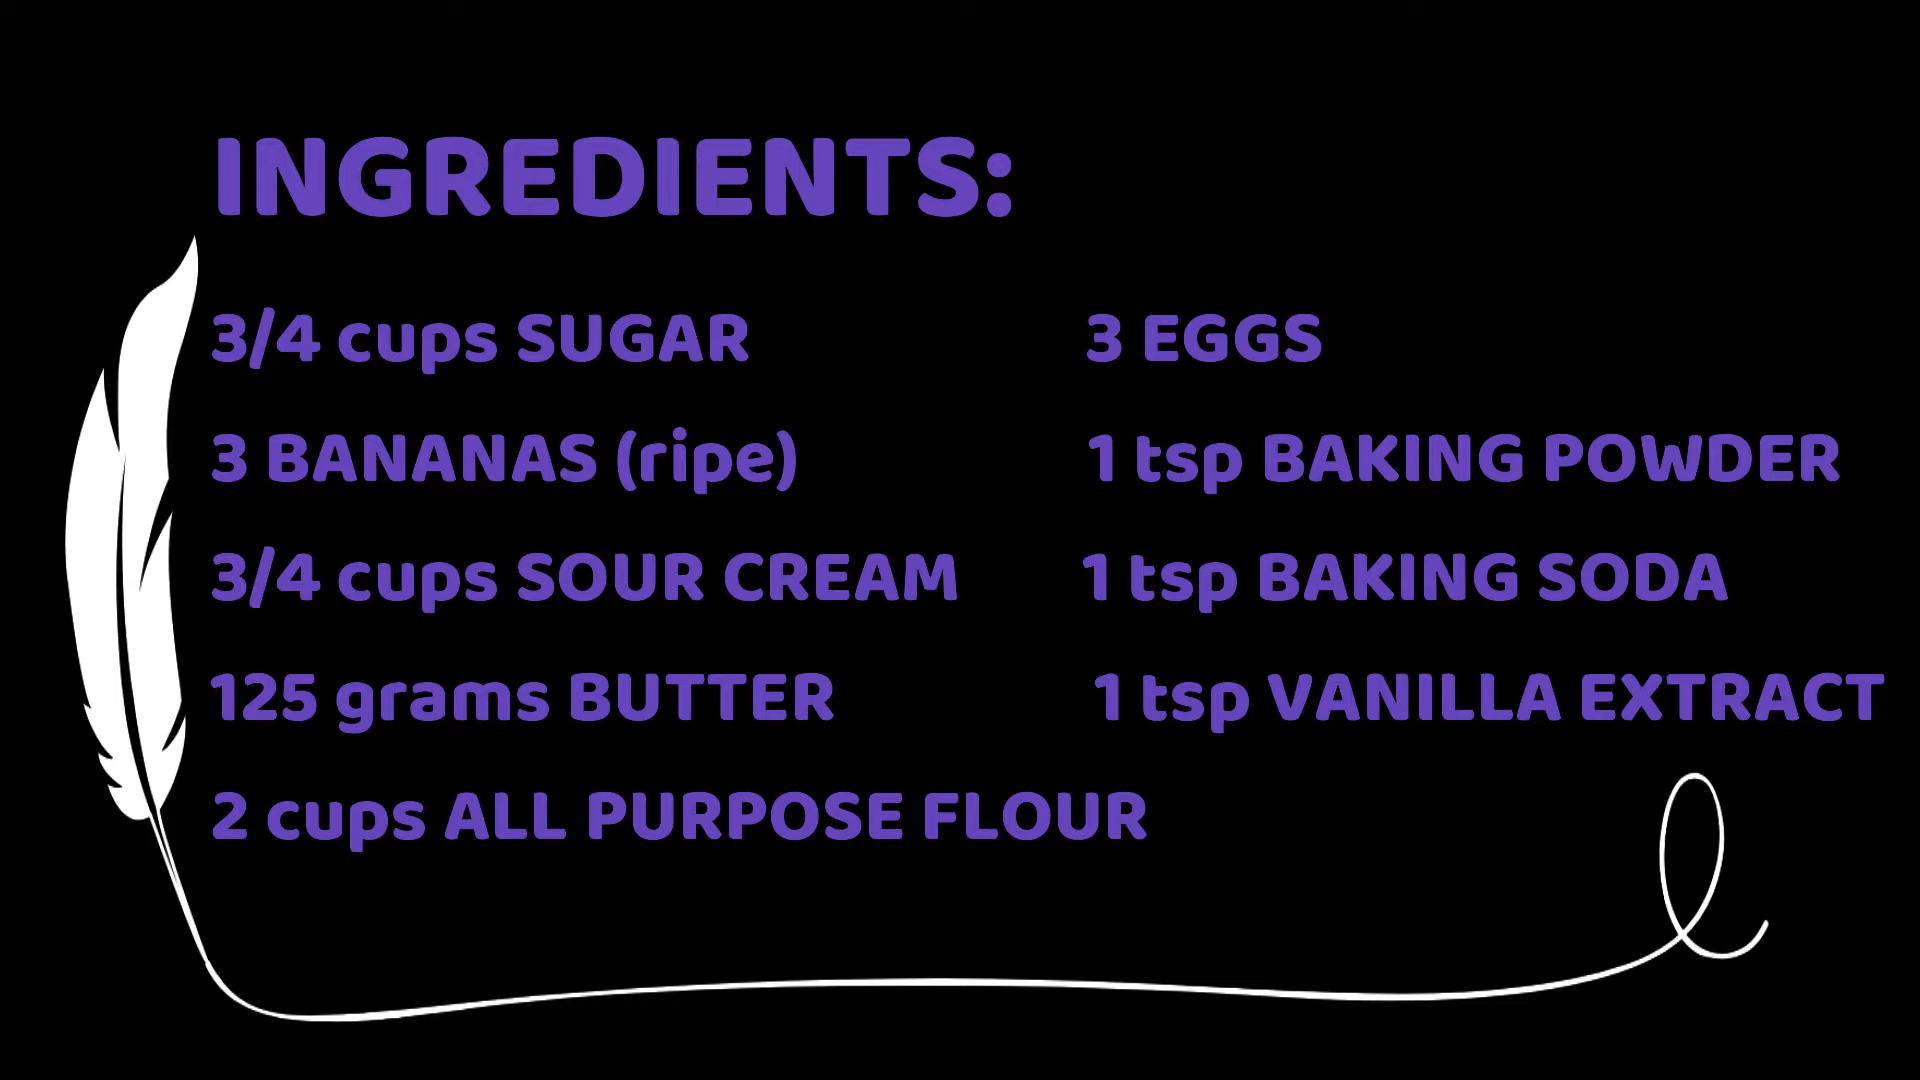 INGREDIENTS:
3/4 cups SUGAR
3 BANANAS (ripe)
3/4 cups SOUR CREAM
125 grams BUTTER
2 cups ALL PURPOSE FLOUR
3 EGGS
1 tsp BAKING POWDER
1 tsp BAKING SODA
1 tsp VANILLA EXTRACT